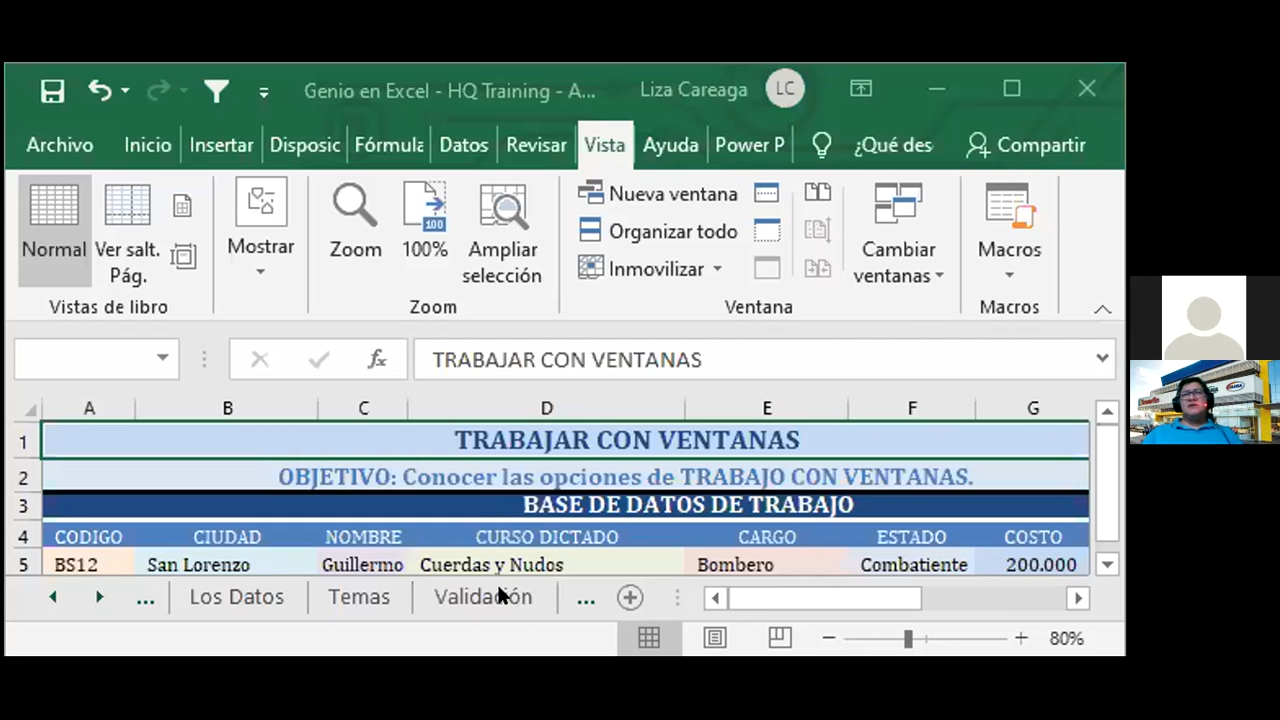 Genio en Excel - HQ Training - A...
Liza Careaga
LC
Archivo
Inicio
Insertar
Disposic
Fórmula
Datos
Revisar
Vista
Ayuda
Power P
¿Qué des
Compartir
Normal
Ver salt.
Pág.
Mostrar
Zoom
100
100%
Ampliar
selección
Nueva ventana
Organizar todo
Inmovilizar
Cambiar
ventanas
Macros
Vistas de libro
Zoom
Ventana
Macros
fx
TRABAJAR CON VENTANAS
A B C D E F G
1 TRABAJAR CON VENTANAS
2 OBJETIVO: Conocer las opciones de TRABAJO CON VENTANAS.
3 BASE DE DATOS DE TRABAJO
4 CODIGO CIUDAD NOMBRE CURSO DICTADO CARGO ESTADO COSTO
5 BS12 San Lorenzo Guillermo Cuerdas y Nudos Bombero Combatiente 200.000
... Los Datos Temas Validación ...
80%